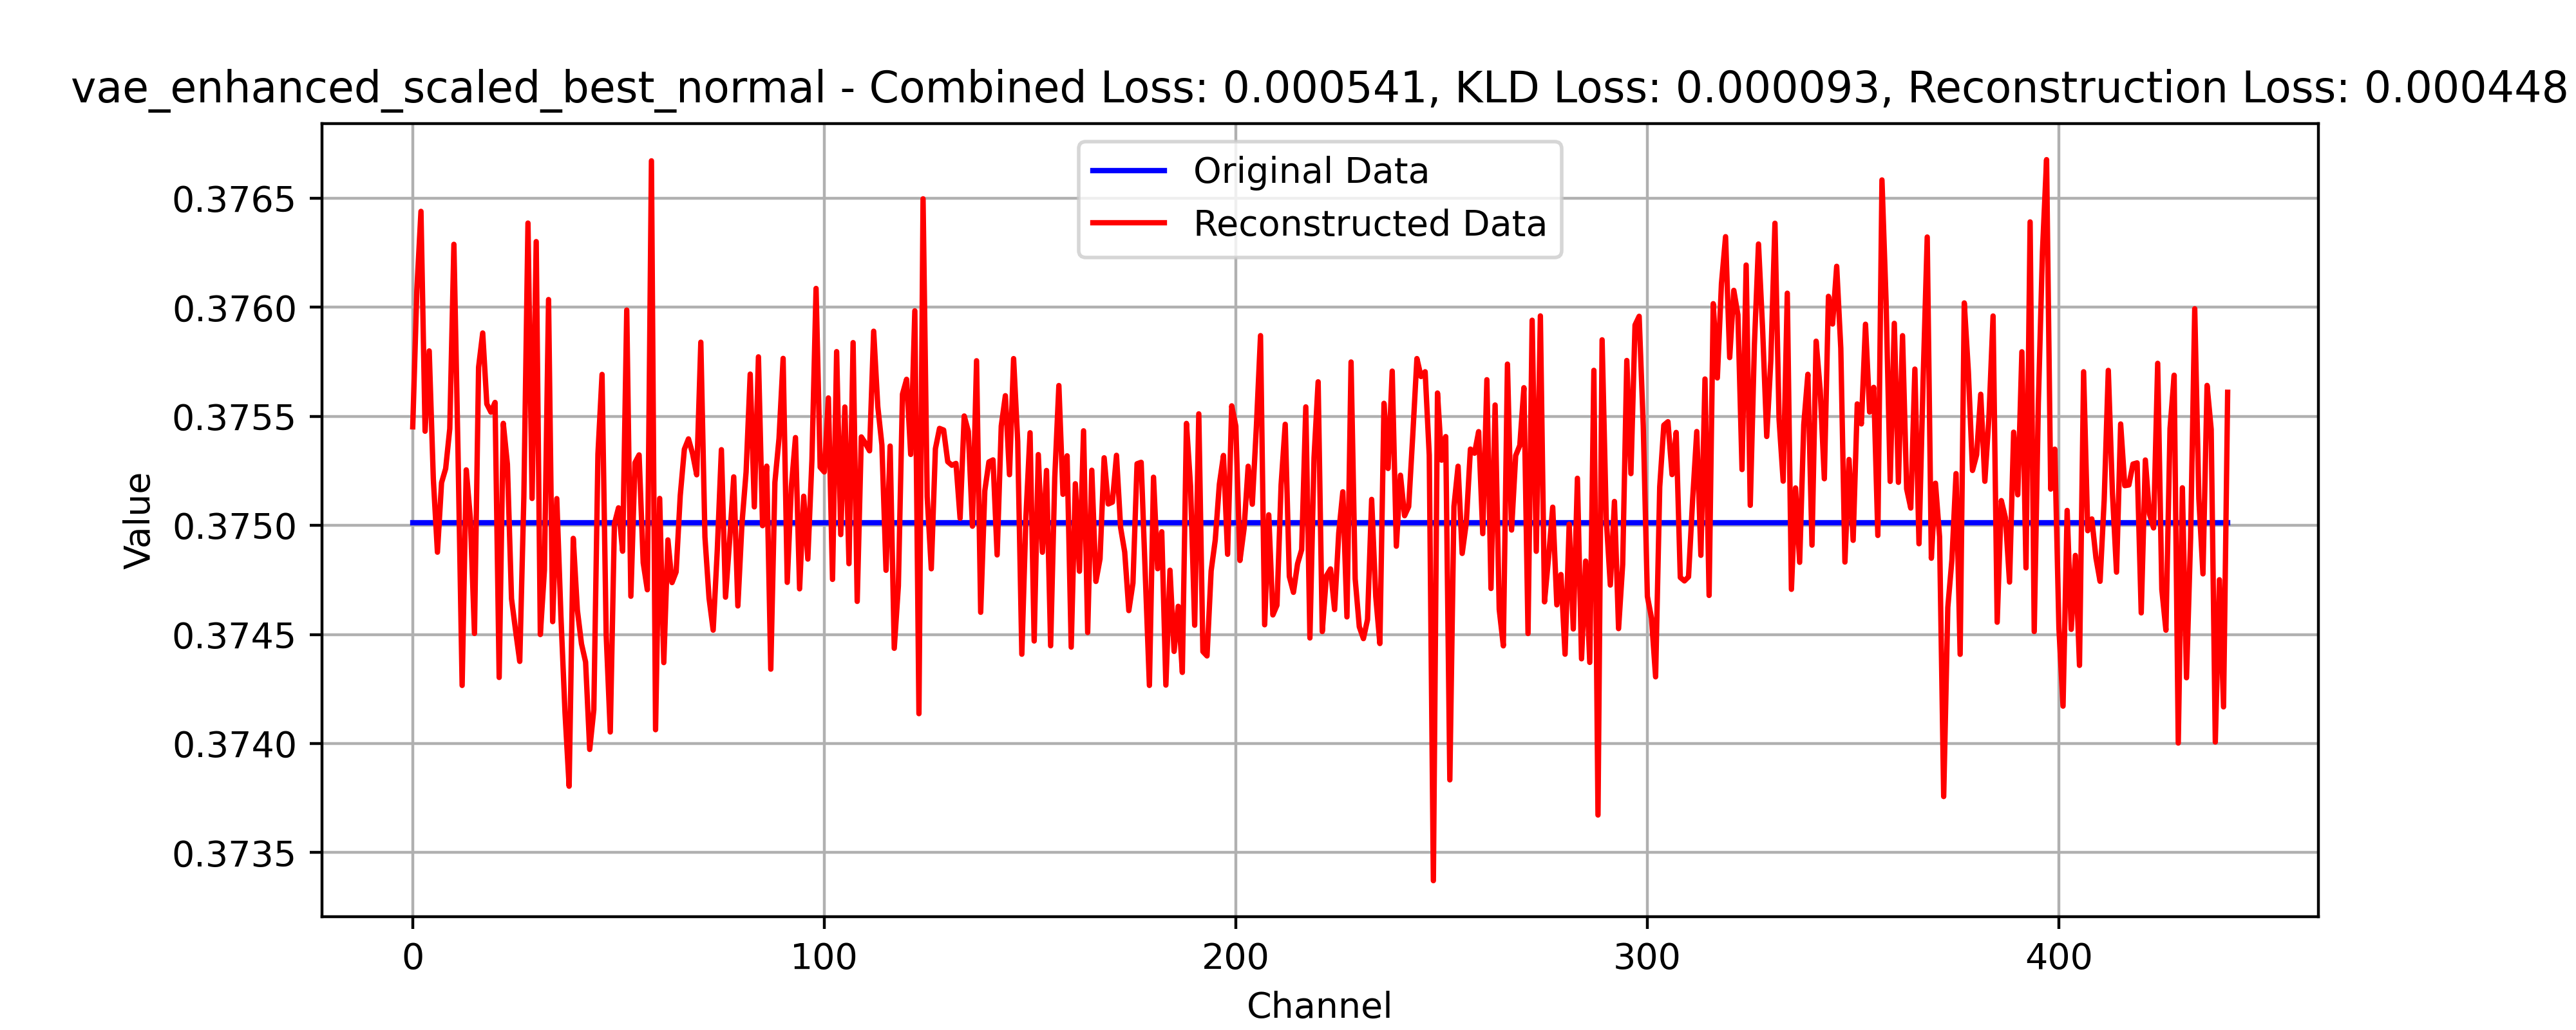 vae_enhanced_scaled_best_normal - Combined Loss: 0.000541, KLD Loss: 0.000093, Reconstruction Loss: 0.000448
Original Data
Reconstructed Data
0.3765
0.3760
0.3755
0.3750
0.3745
0.3740
0.3735
Value
0 100 200 300 400
Channel